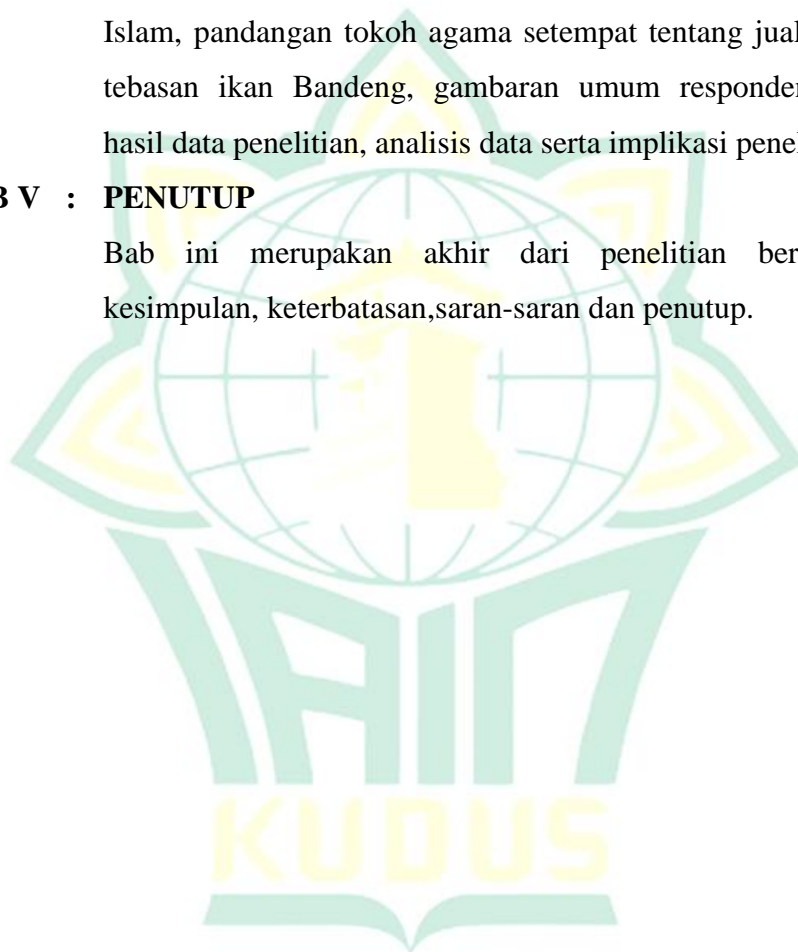 Islam, pandangan tokoh agama setempat tentang jual
tebasan ikan Bandeng, gambaran umum responden
hasil data penelitian, analisis data serta implikasi penel
B V : PENUTUP
Bab ini merupakan akhir dari penelitian ber
kesimpulan, keterbatasan,saran-saran dan penutup.
IAIN
KUDUS